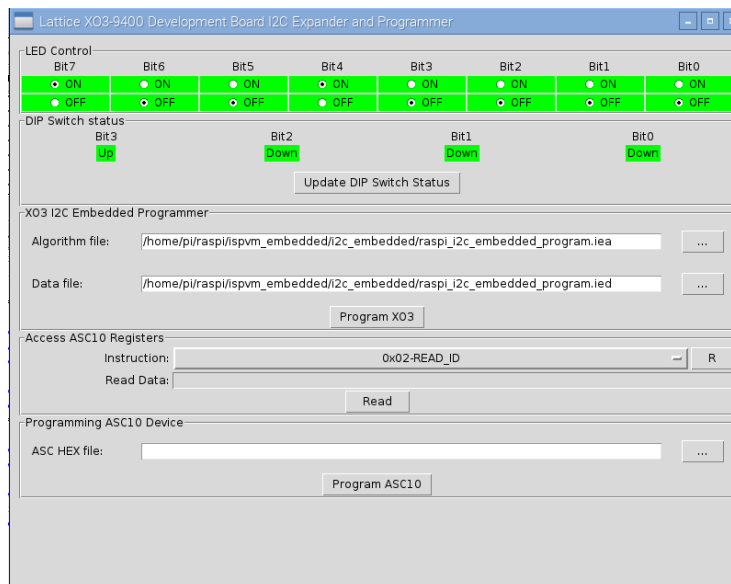 Lattice XO3-9400 Development Board I2C Expander and Programmer
LED Control
Bit7 Bit6 Bit5 Bit4 Bit3 Bit2 Bit1 Bit0
ON ON ON ON ON ON ON ON
OFF OFF OFF OFF OFF OFF OFF OFF
DIP Switch status
Bit3 Bit2 Bit1 Bit0
Up Down Down Down
Update DIP Switch Status
XO3 I2C Embedded Programmer
Algorithm file: /home/pi/raspi/ispvm_embedded/i2c_embedded/raspi_i2c_embedded_program.iea ...
Data file: /home/pi/raspi/ispvm_embedded/i2c_embedded/raspi_i2c_embedded_program.ied ...
Program XO3
Access ASC10 Registers
Instruction: 0x02-READ_ID R
Read Data:
Read
Programming ASC10 Device
ASC HEX file: ...
Program ASC10